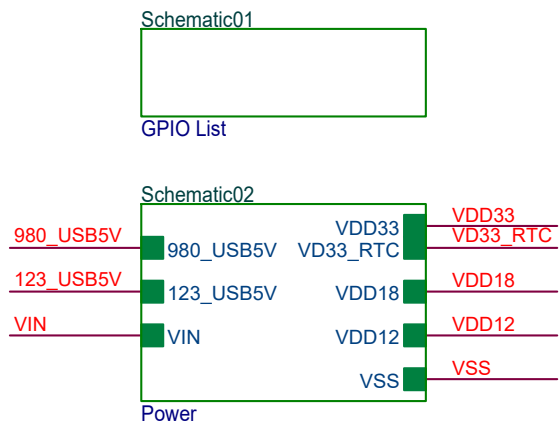 Schematic01
GPIO List
Schematic02
980_USB5V
980_USB5V
VDD33
VDD33
VD33_RTC
VD33_RTC
123_USB5V
123_USB5V
VDD18
VDD18
VIN
VIN
VDD12
VDD12
VSS
VSS
Power